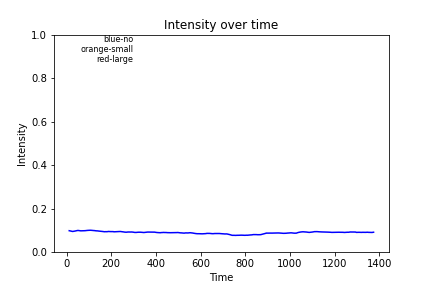 Intensity over time
blue-no
orange-small
red-large
1.0
0.8
0.6
0.4
0.2
0.0
Intensity
0 200 400 600 800 1000 1200 1400
Time